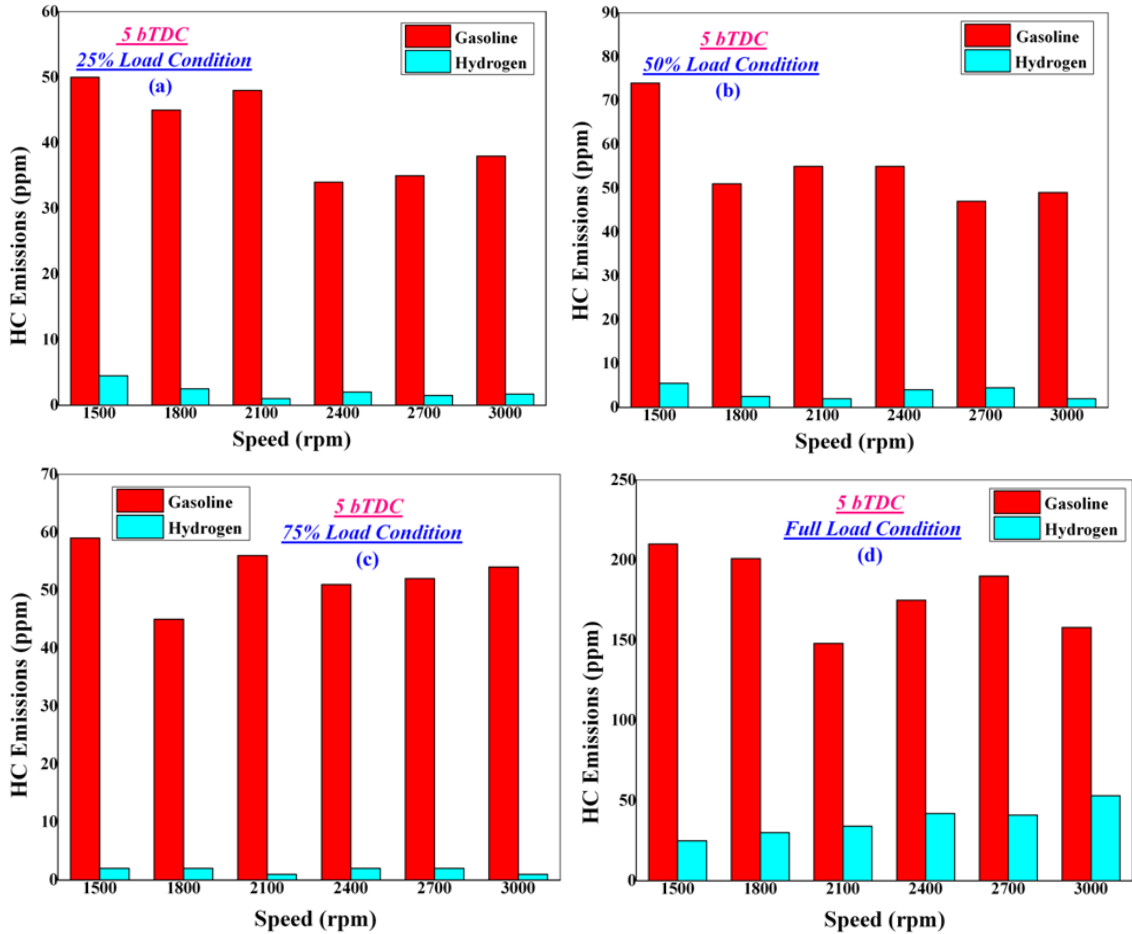 5 bTDC
25% Load Condition
(a)
Gasoline
Hydrogen
60
50
40
30
20
10
0
HC Emissions (ppm)
1500 1800 2100 2400 2700 3000
Speed (rpm)
5 bTDC
50% Load Condition
(b)
Gasoline
Hydrogen
90
80
70
60
50
40
30
20
10
0
HC Emissions (ppm)
1500 1800 2100 2400 2700 3000
Speed (rpm)
Gasoline
Hydrogen
5 bTDC
75% Load Condition
(c)
70
60
50
40
30
20
10
0
HC Emissions (ppm)
1500 1800 2100 2400 2700 3000
Speed (rpm)
5 bTDC
Full Load Condition
(d)
Gasoline
Hydrogen
250
200
150
100
50
0
HC Emissions (ppm)
1500 1800 2100 2400 2700 3000
Speed (rpm)